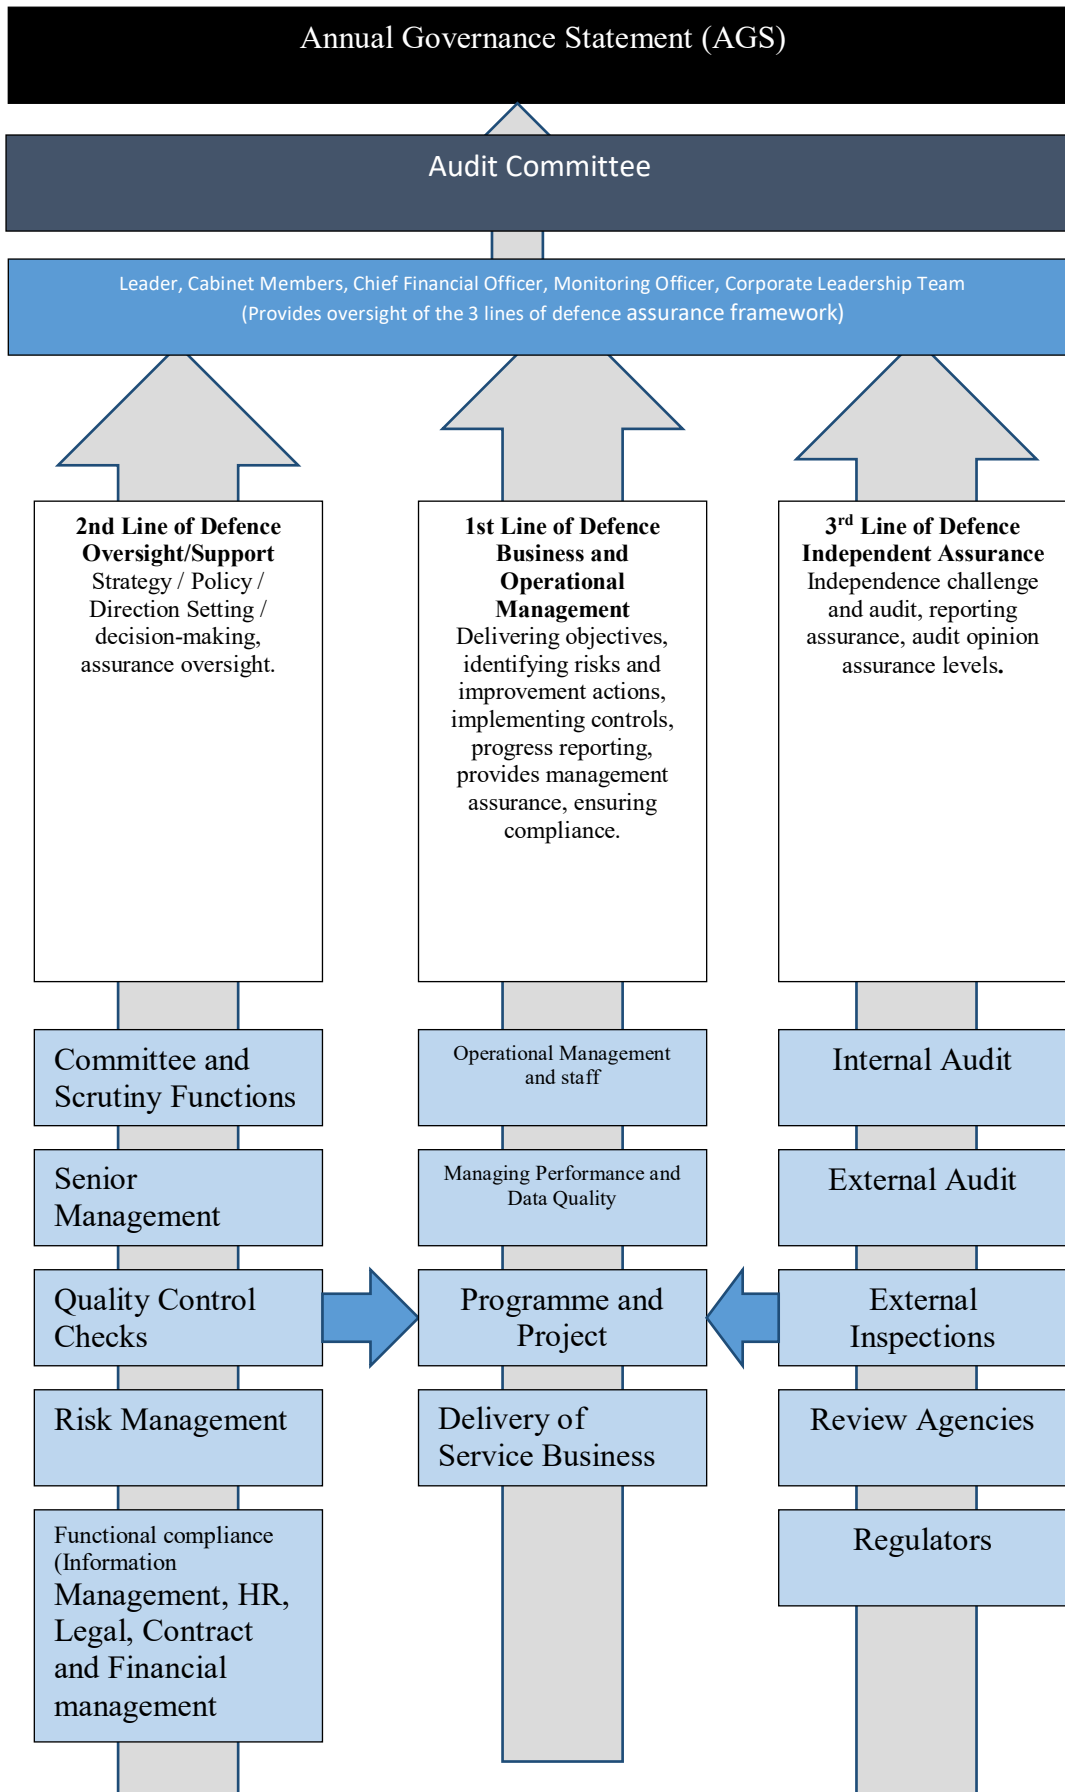 Annual Governance Statement (AGS)
Audit Committee
Leader, Cabinet Members, Chief Financial Officer, Monitoring Officer, Corporate Leadership Team
(Provides oversight of the 3 lines of defence assurance framework)
2nd Line of Defence
Oversight/Support
Strategy / Policy /
Direction Setting /
decision-making,
assurance oversight.
1st Line of Defence
Business and
Operational
Management
Delivering objectives,
identifying risks and
improvement actions,
implementing controls,
progress reporting,
provides management
assurance, ensuring
compliance.
3rd Line of Defence
Independent Assurance
Independence challenge
and audit, reporting
assurance, audit opinion
assurance levels.
Committee and
Scrutiny Functions
Senior
Management
Quality Control
Checks
Risk Management
Functional compliance
(Information
Management, HR,
Legal, Contract
and Financial
management
Operational Management
and staff
Managing Performance and
Data Quality
Programme and
Project
Delivery of
Service Business
Internal Audit
External Audit
External
Inspections
Review Agencies
Regulators